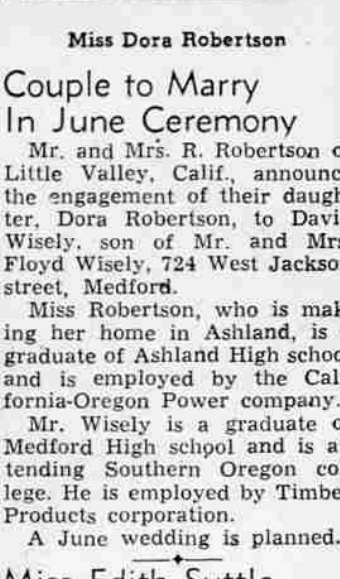 Miss Dora Robertson
Couple to Marry
In June Ceremony
Mr. and Mrs. R. Robertson o
Little Valley, Calif., announc
the engagement of their daugh
ter, Dora Robertson, to Davi
Wisely, son of Mr. and Mrs
Floyd Wisely, 724 West Jackso
street, Medford.
Miss Robertson, who is mak
ing her home in Ashland, is
graduate of Ashland High schoo
and is employed by the Cal
fornia-Oregon Power company.
Mr. Wisely is a graduate o
Medford High school and is a
tending Southern Oregon co
lege. He is employed by Timbe
Products corporation.
A June wedding is planned.
Miss Edith Suttle